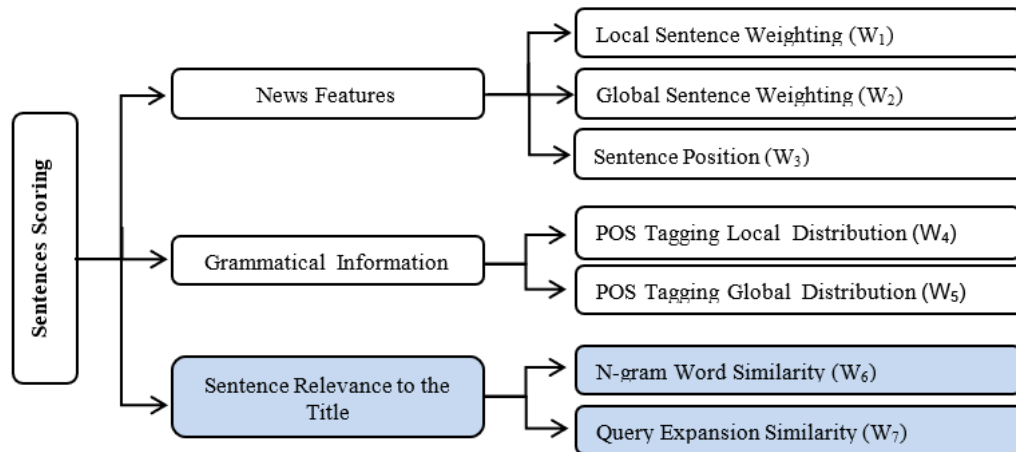 Sentences Scoring
News Features
Local Sentence Weighting (W₁)
Global Sentence Weighting (W₂)
Sentence Position (W₃)
Grammatical Information
POS Tagging Local Distribution (W₄)
POS Tagging Global Distribution (W₅)
Sentence Relevance to the
Title
N-gram Word Similarity (W₆)
Query Expansion Similarity (W₇)